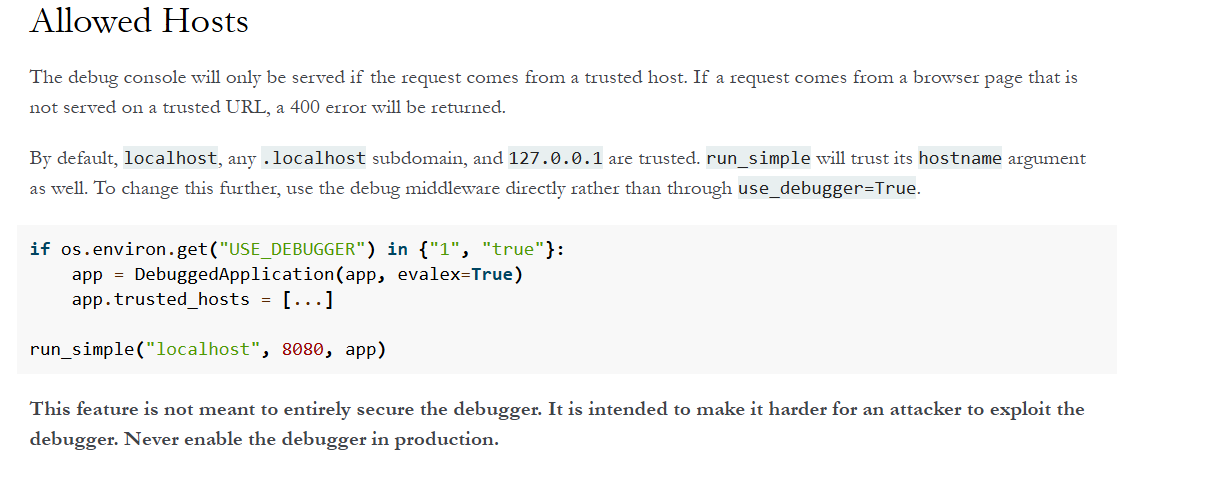 Allowed Hosts
The debug console will only be served if the request comes from a trusted host. If a request comes from a browser page that is
not served on a trusted URL, a 400 error will be returned.
By default, localhost, any .localhost subdomain, and 127.0.0.1 are trusted. run_simple will trust its hostname argument
as well. To change this further, use the debug middleware directly rather than through use_debugger=True.
if os.environ.get("USE_DEBUGGER") in {"1", "true"}:
    app = DebuggedApplication(app, evalex=True)
    app.trusted_hosts = [...]
run_simple("localhost", 8080, app)
This feature is not meant to entirely secure the debugger. It is intended to make it harder for an attacker to exploit the
debugger. Never enable the debugger in production.